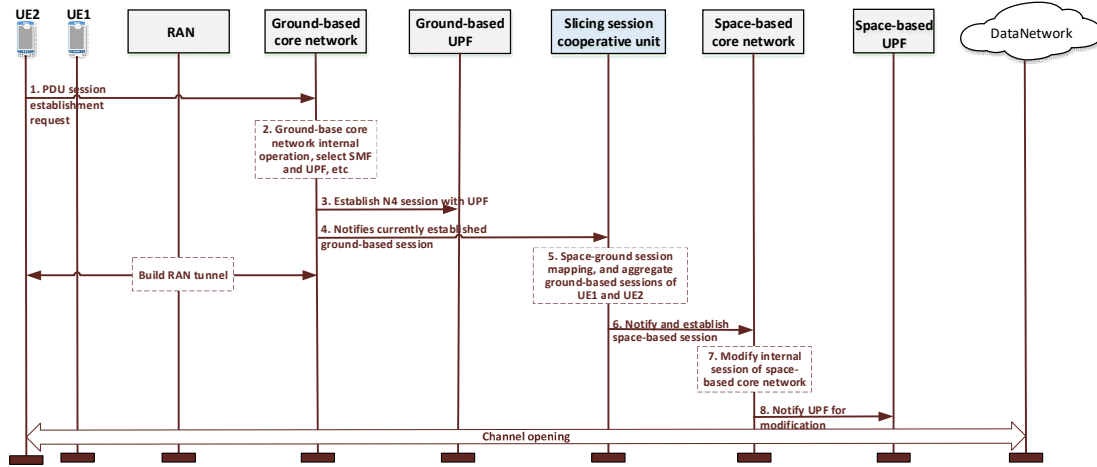 UE2
UE1
RAN
Ground-based
core network
Ground-based
UPF
Slicing session
cooperative unit
Space-based
core network
Space-based
UPF
DataNetwork
1. PDU session
establishment
request
2. Ground-base core
network internal
operation, select SMF
and UPF, etc
3. Establish N4 session with UPF
4. Notifies currently established
ground-based session
Build RAN tunnel
5. Space-ground session
mapping, and aggregate
ground-based sessions of
UE1 and UE2
6. Notify and establish
space-based session
7. Modify internal
session of space-
based core network
8. Notify UPF for
modification
Channel opening